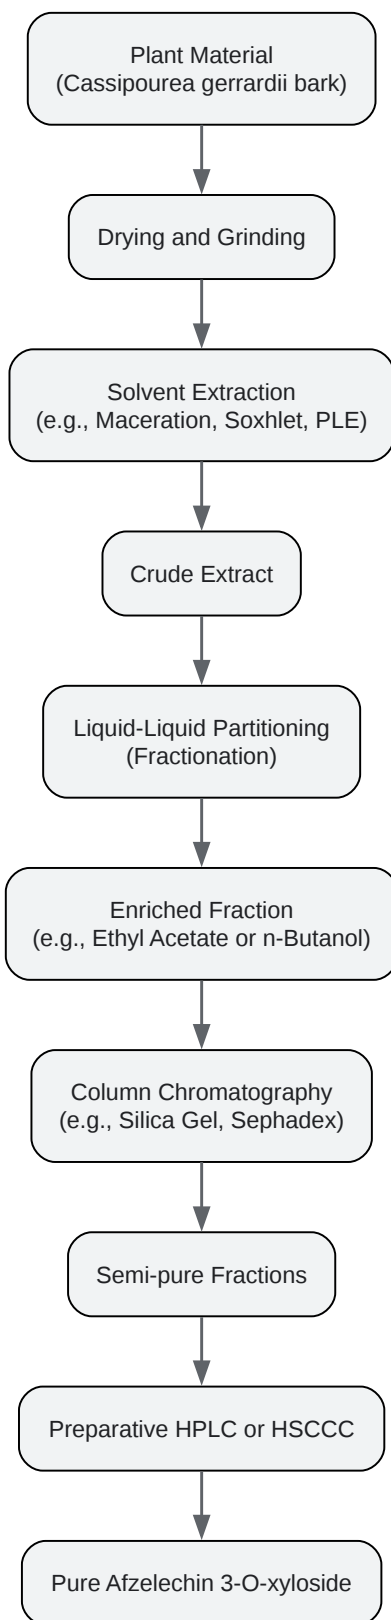 Plant Material
(Cassipourea gerrardii bark)
Drying and Grinding
Solvent Extraction
(e.g., Maceration, Soxhlet, PLE)
Crude Extract
Liquid-Liquid Partitioning
(Fractionation)
Enriched Fraction
(e.g., Ethyl Acetate or n-Butanol)
Column Chromatography
(e.g., Silica Gel, Sephadex)
Semi-pure Fractions
Preparative HPLC or HSCCC
Pure Afzelechin 3-O-xyloside